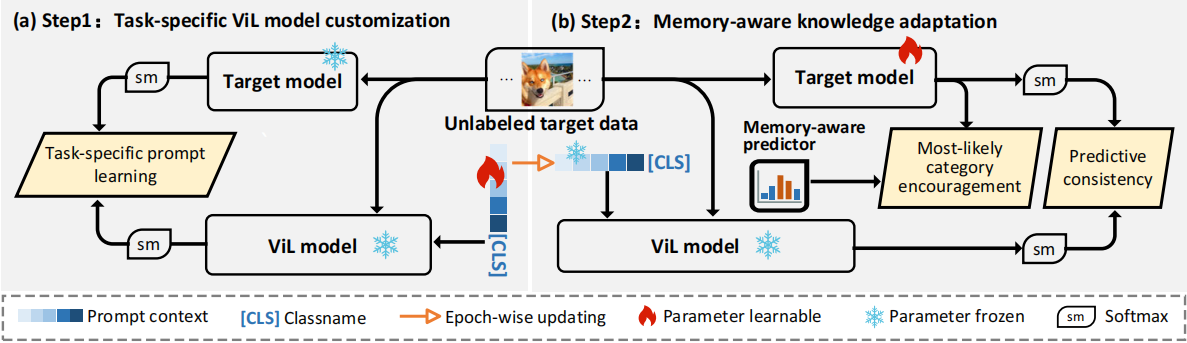 (a) Step1：Task-specific ViL model customization
(b) Step2：Memory-aware knowledge adaptation
sm
Target model
... ...
Unlabeled target data
Target model
sm
Task-specific prompt
learning
[CLS]
Memory-aware
predictor
Most-likely
category
encouragement
Predictive
consistency
sm
ViL model
[CLS]
ViL model
sm
Prompt context
[CLS] Classname
Epoch-wise updating
Parameter learnable
Parameter frozen
sm Softmax